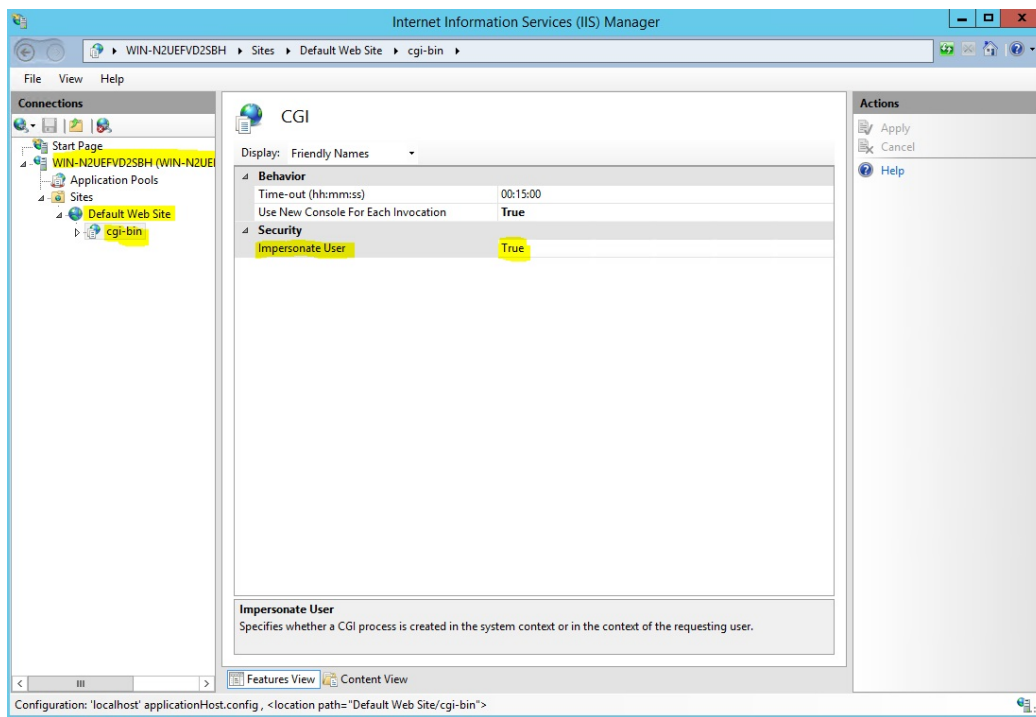 Internet Information Services (IIS) Manager
WIN-N2UEFVD2SBH Sites Default Web Site cgi-bin
File View Help
Connections
Start Page
WIN-N2UEFVD2SBH (WIN-N2UEI
Application Pools
Sites
Default Web Site
cgi-bin
CGI
Display: Friendly Names
Behavior
Time-out (hh:mm:ss) 00:15:00
Use New Console For Each Invocation True
Security
Impersonate User True
Impersonate User
Specifies whether a CGI process is created in the system context or in the context of the requesting user.
Features View Content View
Actions
Apply
Cancel
Help
Configuration: 'localhost' applicationHost.config , <location path="Default Web Site/cgi-bin">